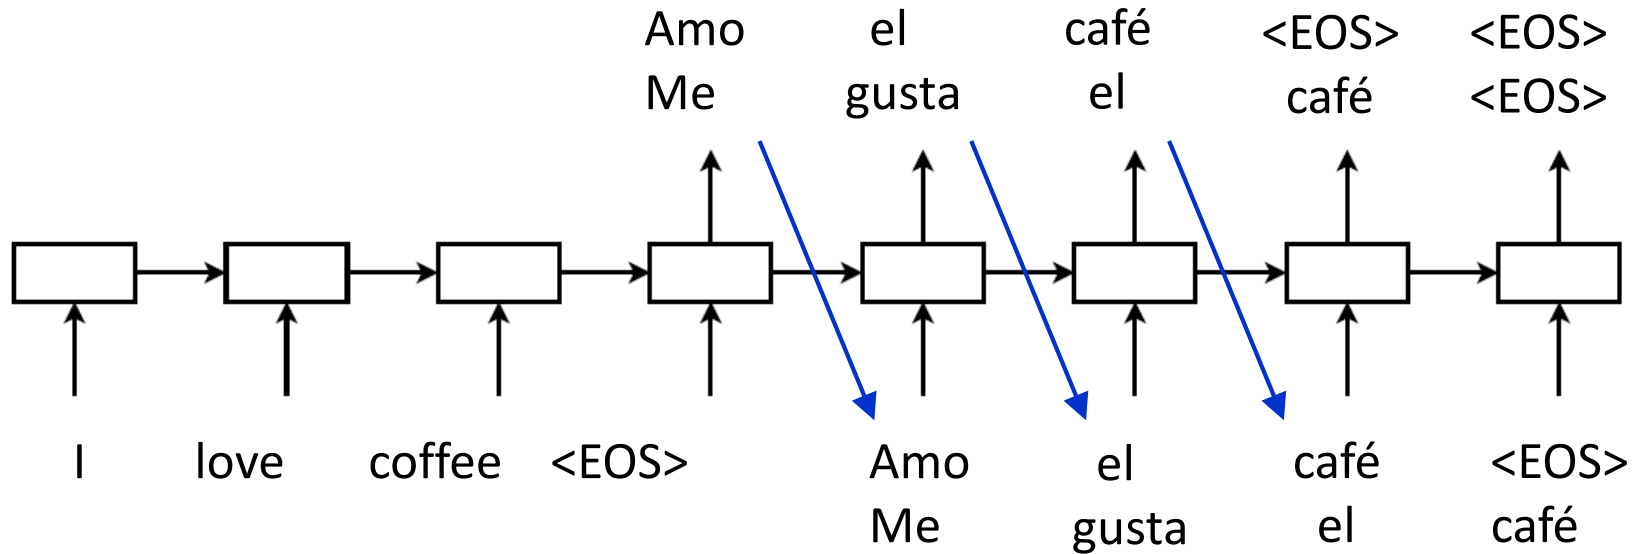 Amo el café <EOS> <EOS>
Me gusta el café <EOS>
I love coffee <EOS> Amo el café <EOS>
Me gusta el café